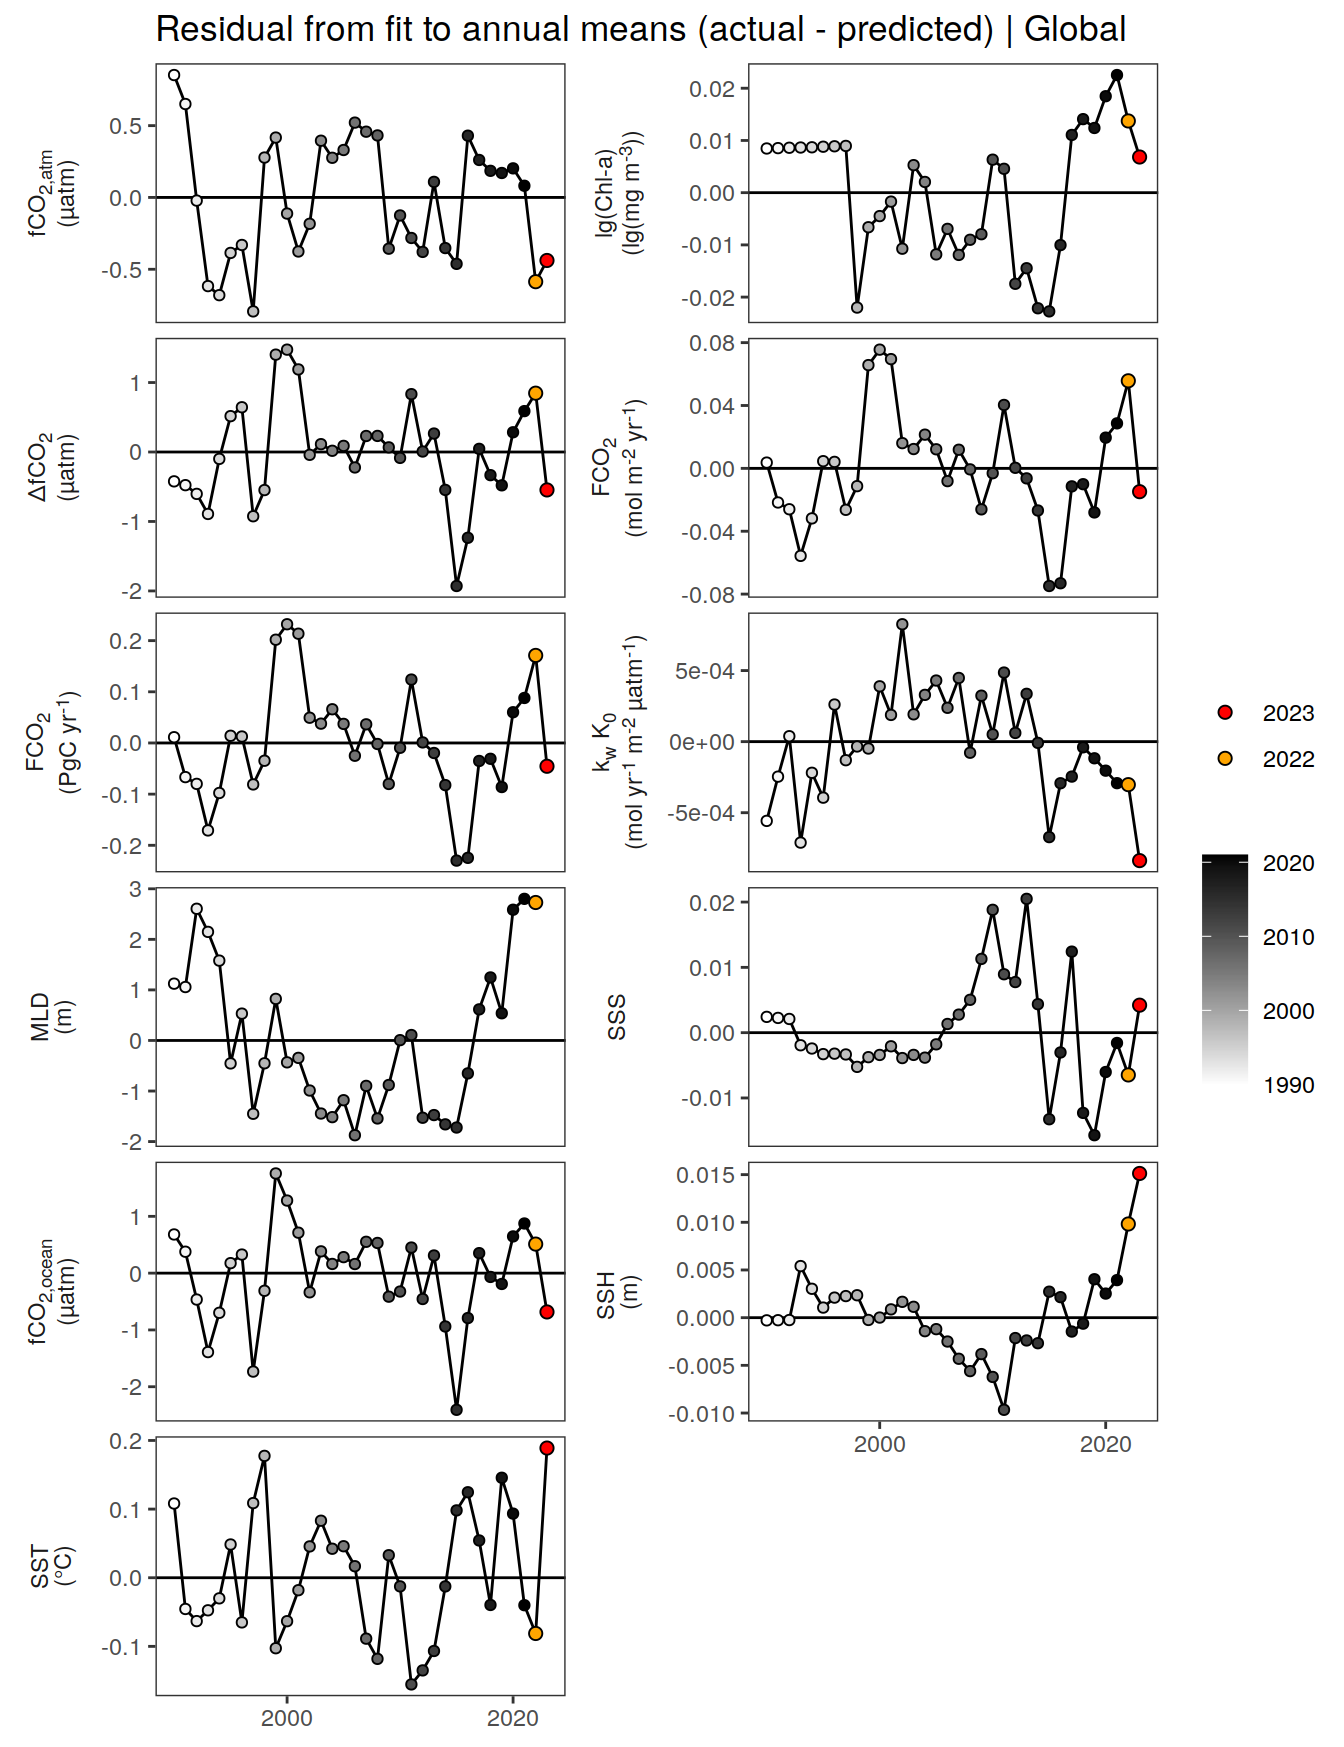 Residual from fit to annual means (actual - predicted) | Global
fCO2,atm
(µatm)
0.5
0.0
-0.5
lg(Chl-a)
(lg(mg m-3))
0.02
0.01
0.00
-0.01
-0.02
ΔfCO2
(µatm)
1
0
-1
-2
FCO2
(mol m-2 yr-1)
0.08
0.04
0.00
-0.04
-0.08
FCO2
(PgC yr-1)
0.2
0.1
0.0
-0.1
-0.2
kw K0
(mol yr-1 m-2 µatm-1)
5e-04
0e+00
-5e-04
MLD
(m)
3
2
1
0
-1
-2
SSS
0.02
0.01
0.00
-0.01
fCO2,ocean
(µatm)
1
0
-1
-2
SSH
(m)
0.015
0.010
0.005
0.000
-0.005
-0.010
2000
2020
SST
(°C)
0.2
0.1
0.0
-0.1
2000
2020
2023
2022
2020
2010
2000
1990